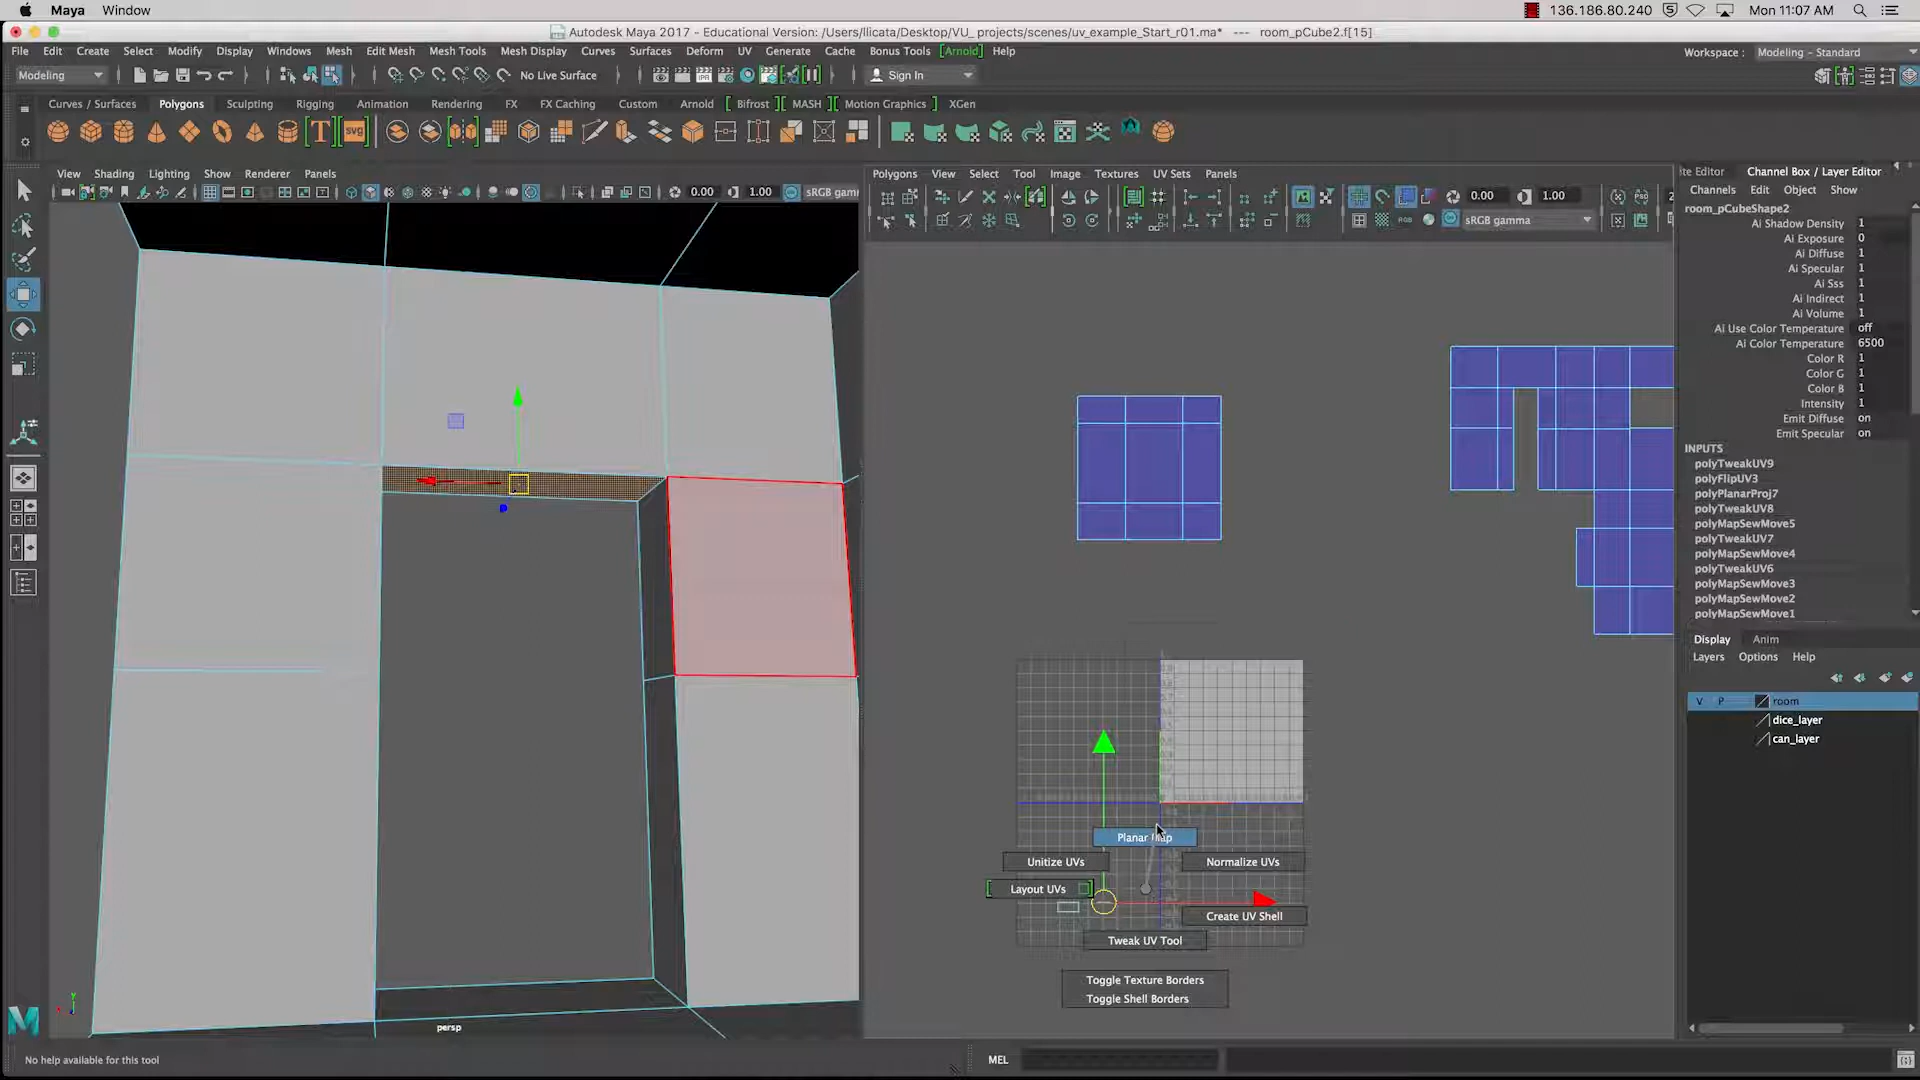 Maya Window 136.186.80.240 Mon 11:07 AM
Autodesk Maya 2017 - Educational Version: /Users/llicata/Desktop/VU_ projects/scenes/uv_example_Start_r01.ma* --- room_pCube2.f[15]
File Edit Create Select Modify Display Windows Mesh Edit Mesh Mesh Tools Mesh Display Curves Surfaces Deform UV Generate Cache Bonus Tools [Arnold] Help Workspace : Modeling - Standard
Modeling No Live Surface Sign In
Curves / Surfaces Polygons Sculpting Rigging Animation Rendering FX FX Caching Custom Arnold [ Bifrost ][ MASH ][ Motion Graphics ] XGen
T SVG
View Shading Lighting Show Renderer Panels
0.00 1.00 sRGB gam
Polygons View Select Tool Image Textures UV Sets Panels
0.00 1.00
RGB sRGB gamma
te Editor Channel Box / Layer Editor
Channels Edit Object Show
room_pCubeShape2
Ai Shadow Density 1
Ai Exposure 0
Ai Diffuse 1
Ai Specular 1
Ai Sss 1
Ai Indirect 1
Ai Volume 1
Ai Use Color Temperature off
Ai Color Temperature 6500
Color R 1
Color G 1
Color B 1
Intensity 1
Emit Diffuse on
Emit Specular on
INPUTS
polyTweakUV9
polyFlipUV3
polyPlanarProj7
polyTweakUV8
polyMapSewMove5
polyTweakUV7
polyMapSewMove4
polyTweakUV6
polyMapSewMove3
polyMapSewMove2
polyMapSewMove1
Display Anim
Layers Options Help
V P room
dice_layer
can_layer
Planar Map
Unitize UVs Normalize UVs
Layout UVs
Create UV Shell
Tweak UV Tool
Toggle Texture Borders
Toggle Shell Borders
persp
No help available for this tool MEL